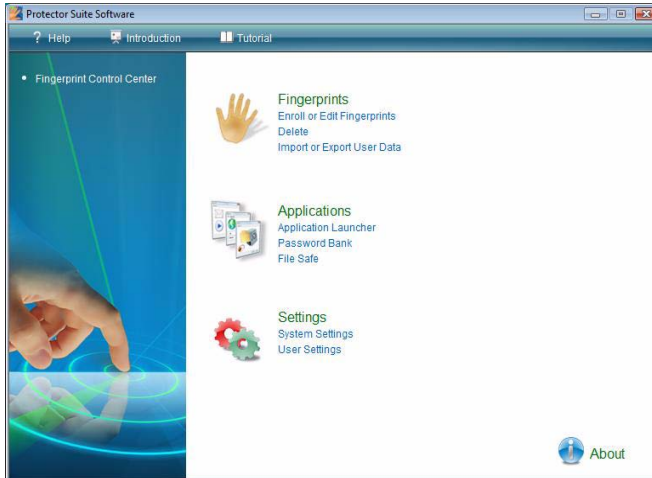 Protector Suite Software
? Help Introduction Tutorial
Fingerprint Control Center
Fingerprints
Enroll or Edit Fingerprints
Delete
Import or Export User Data
Applications
Application Launcher
Password Bank
File Safe
Settings
System Settings
User Settings
About